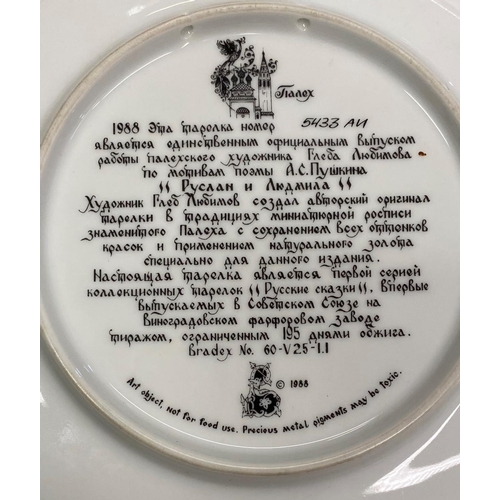 Палех
1988 Эта тарелка номер 5433 АИ
является единственным официальным выпуском
работы палехского художника Глеба Любимова
по мотивам поэмы А.С.Пушкина
"Руслан и Людмила"
Художник Глеб Любимов создал авторский оригинал
тарелки в традициях миниатюрной росписи
знаменитого Палеха с сохранением всех оттенков
красок и применением натурального золота
специально для данного издания.
Настоящая тарелка является первой серией
коллекционных тарелок "Русские сказки", впервые
выпускаемых в Советском Союзе на
Виноградовском фарфоровом заводе
тиражом, ограниченным 195 днями обжига.
Bradex No. 60-V25-1.1
© 1988
Art object, not for food use. Precious metal pigments may be toxic.